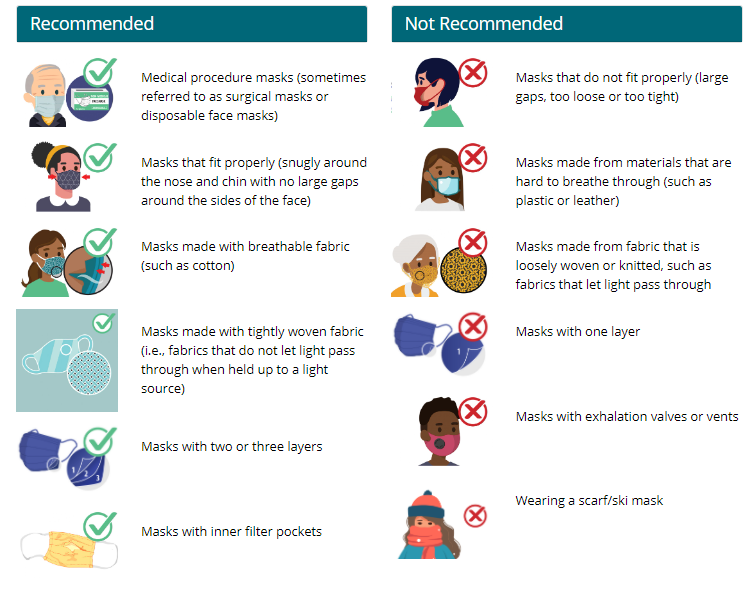 Recommended
Medical procedure masks (sometimes
referred to as surgical masks or
disposable face masks)
Masks that fit properly (snugly around
the nose and chin with no large gaps
around the sides of the face)
Masks made with breathable fabric
(such as cotton)
Masks made with tightly woven fabric
(i.e., fabrics that do not let light pass
through when held up to a light
source)
Masks with two or three layers
1 2 3
Masks with inner filter pockets
Not Recommended
Masks that do not fit properly (large
gaps, too loose or too tight)
Masks made from materials that are
hard to breathe through (such as
plastic or leather)
Masks made from fabric that is
loosely woven or knitted, such as
fabrics that let light pass through
Masks with one layer
1
Masks with exhalation valves or vents
Wearing a scarf/ski mask